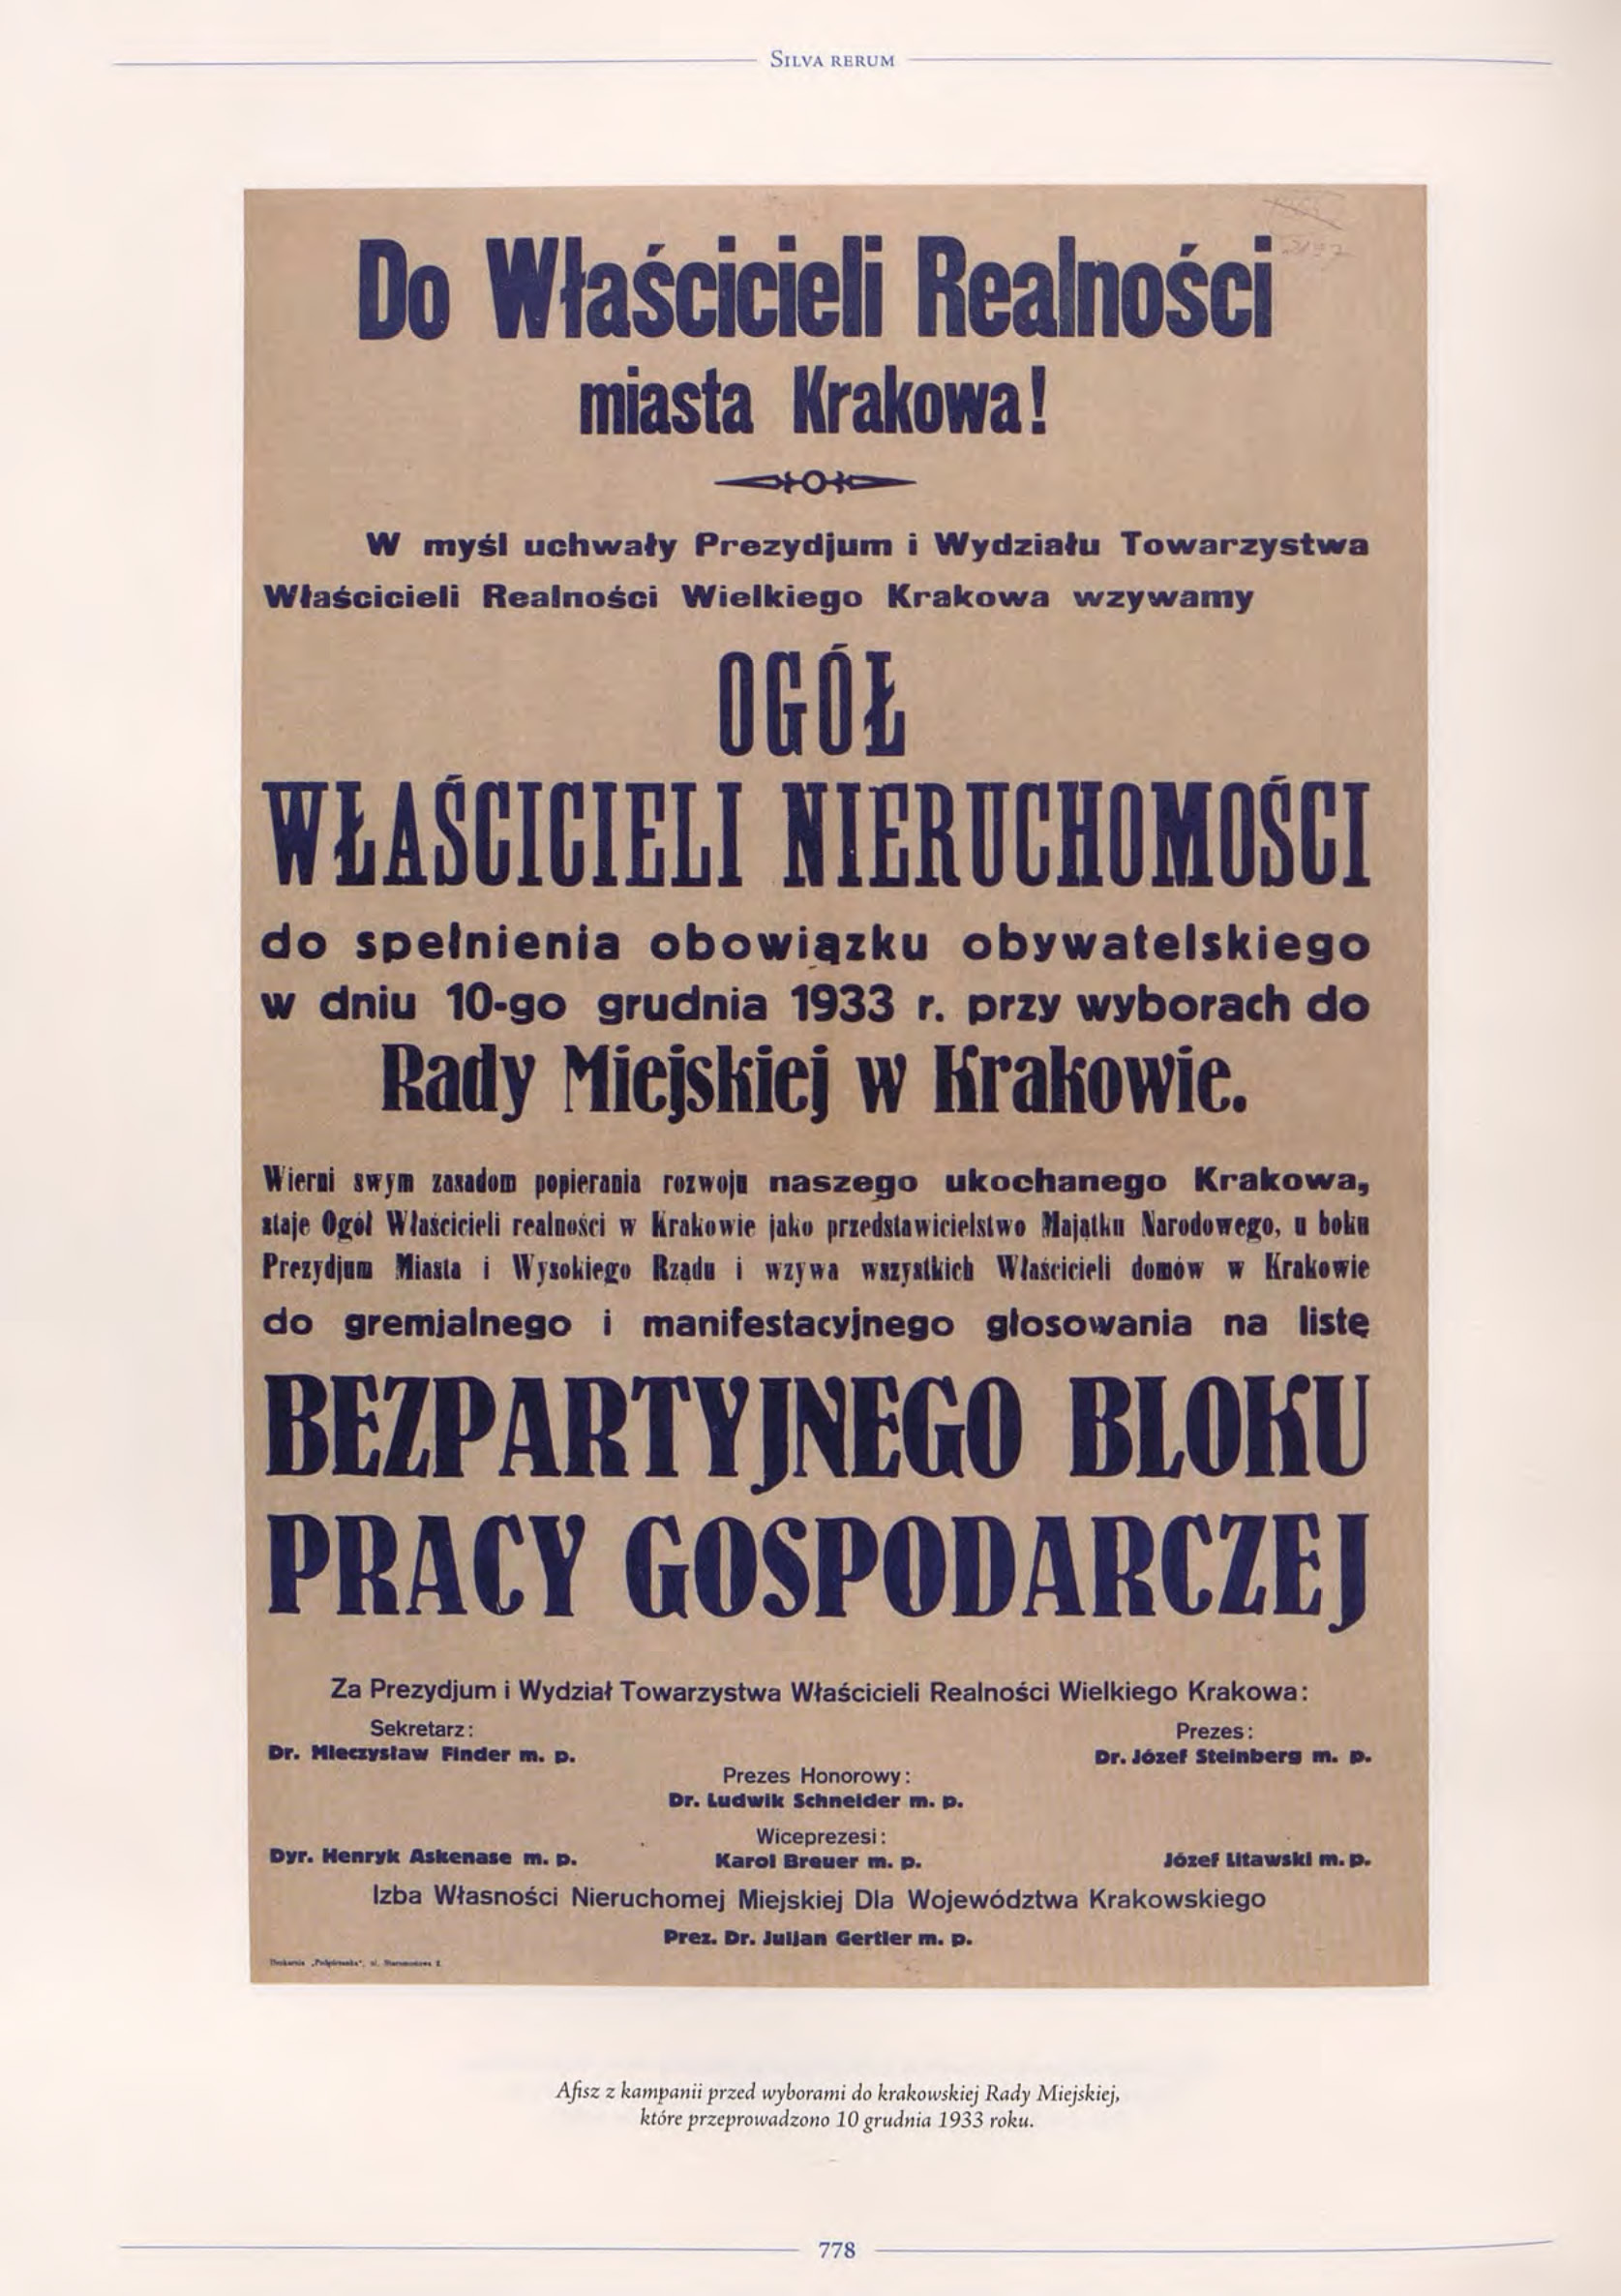 SILVA RERUM
Do Właścicieli Realności
miasta Krakowa!
W myśl uchwały Prezydjum i Wydziału Towarzystwa
Właścicieli Realności Wielkiego Krakowa wzywamy
OGÓŁ
WŁAŚCICIELI NIERUCHOMOŚCI
do spełnienia obowiązku obywatelskiego
w dniu 10-go grudnia 1933 r. przy wyborach do
Rady Miejskiej w Krakowie.
Wierni swym zasadom popierania rozwoju naszego ukochanego Krakowa,
staje Ogół Właścicieli realności w Krakowie jako przedstawicielstwo Majątku Narodowego, u boku
Prezydjum Miasta i Wysokiego Rządu i wzywa wszystkich Właścicieli domów w Krakowie
do gremjalnego i manifestacyjnego głosowania na listę
BEZPARTYJNEGO BLOKU
PRACY GOSPODARCZEJ
Za Prezydjum i Wydział Towarzystwa Właścicieli Realności Wielkiego Krakowa:
Sekretarz: Prezes:
Dr. Mieczysław Finder m. p. Dr. Józef Steinberg m. p.
Prezes Honorowy:
Dr. Ludwik Schneider m. p.
Wiceprezesi:
Dyr. Henryk Askenase m. p. Karol Breuer m. p. Józef Litawski m. p.
Izba Własności Nieruchomej Miejskiej Dla Województwa Krakowskiego
Prez. Dr. Julian Gertler m. p.
Drukarnia
Afisz z kampanii przed wyborami do krakowskiej Rady Miejskiej,
które przeprowadzono 10 grudnia 1933 roku.
778